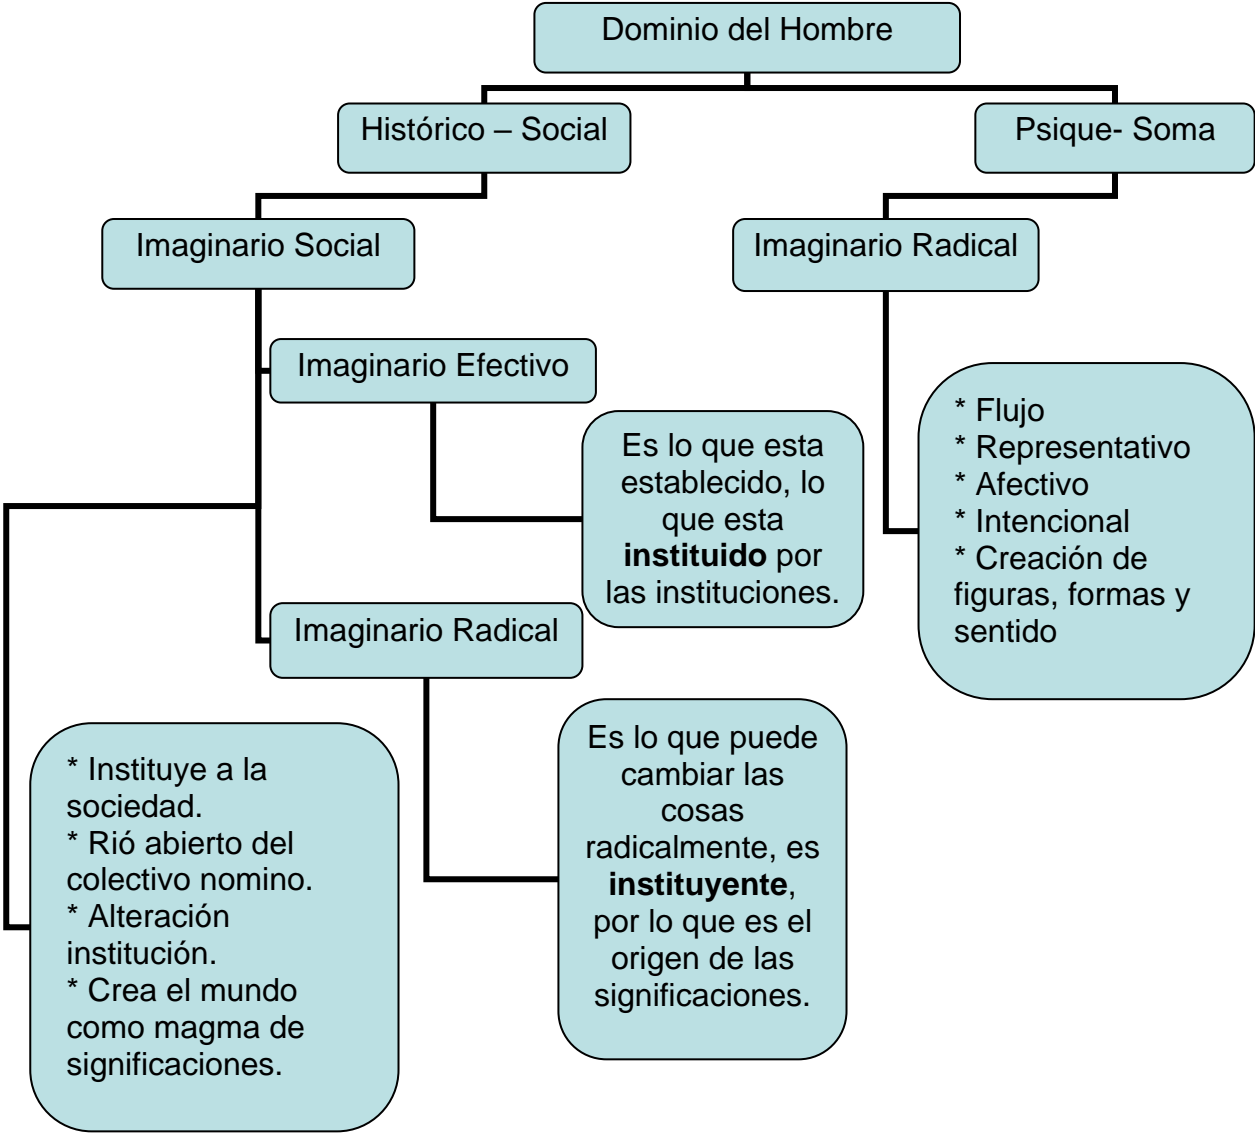 Dominio del Hombre
Histórico – Social
Psique- Soma
Imaginario Social
Imaginario Radical
Imaginario Efectivo
Es lo que esta
establecido, lo
que esta
instituido por
las instituciones.
* Flujo
* Representativo
* Afectivo
* Intencional
* Creación de
figuras, formas y
sentido
Imaginario Radical
Es lo que puede
cambiar las
cosas
radicalmente, es
instituyente,
por lo que es el
origen de las
significaciones.
* Instituye a la
sociedad.
* Rió abierto del
colectivo nomino.
* Alteración
institución.
* Crea el mundo
como magma de
significaciones.